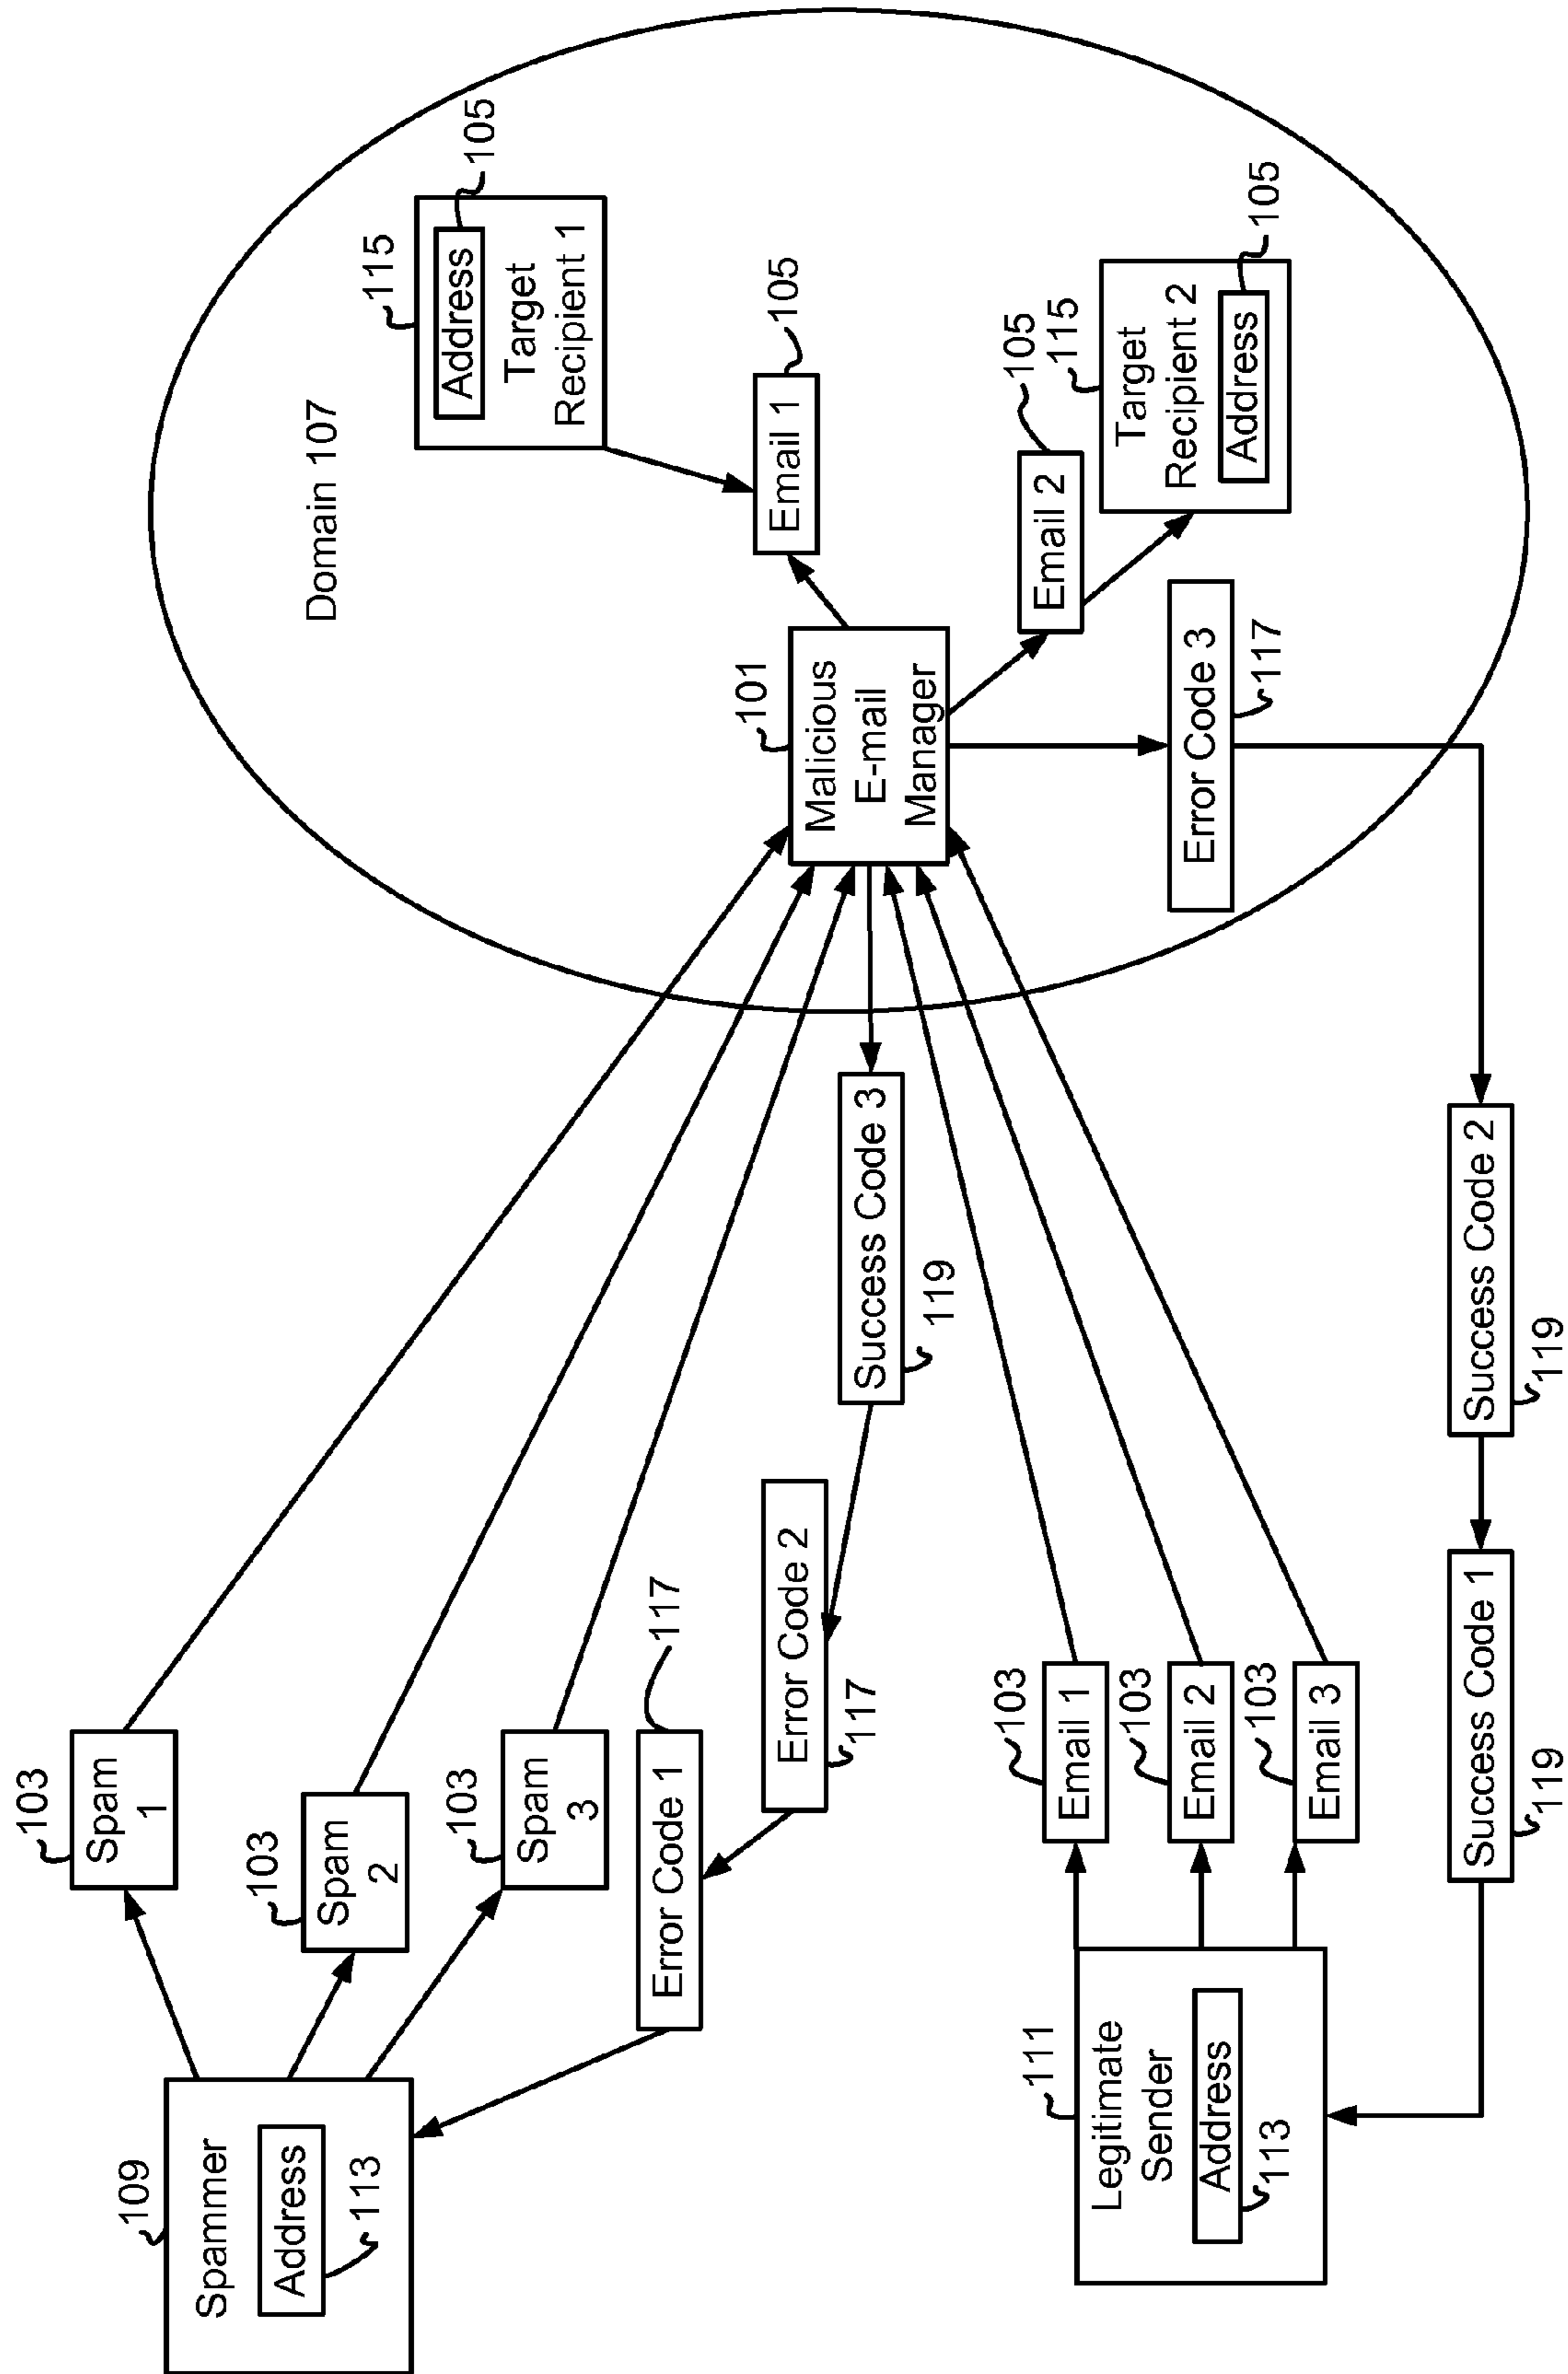 109
Spammer
Address
113
103
Spam
1
103
Spam
2
103
Spam
3
Error Code 1
117
Error Code 2
117
Success Code 3
119
111
Legitimate
Sender
Address
113
103
Email 1
103
Email 2
103
Email 3
Success Code 1
119
Success Code 2
119
Domain 107
101
Malicious
E-mail
Manager
115
Address
105
Target
Recipient 1
Email 1
105
Email 2
105
115
Target
Recipient 2
Address
105
Error Code 3
117